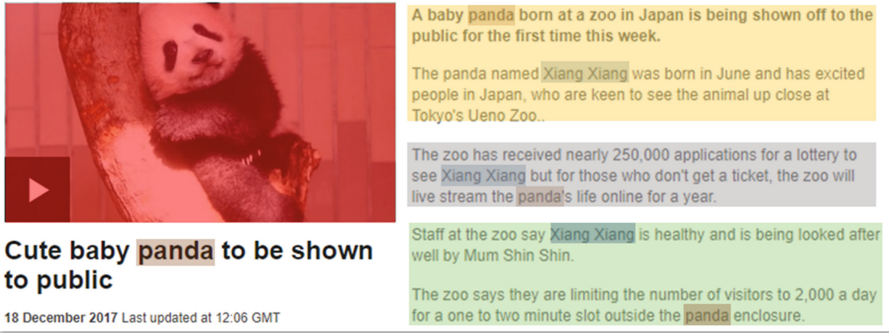 Cute baby panda to be shown
to public
18 December 2017 Last updated at 12:06 GMT
A baby panda born at a zoo in Japan is being shown off to the
public for the first time this week.
The panda named Xiang Xiang was born in June and has excited
people in Japan, who are keen to see the animal up close at
Tokyo's Ueno Zoo..
The zoo has received nearly 250,000 applications for a lottery to
see Xiang Xiang but for those who don't get a ticket, the zoo will
live stream the panda's life online for a year.
Staff at the zoo say Xiang Xiang is healthy and is being looked after
well by Mum Shin Shin.
The zoo says they are limiting the number of visitors to 2,000 a day
for a one to two minute slot outside the panda enclosure.